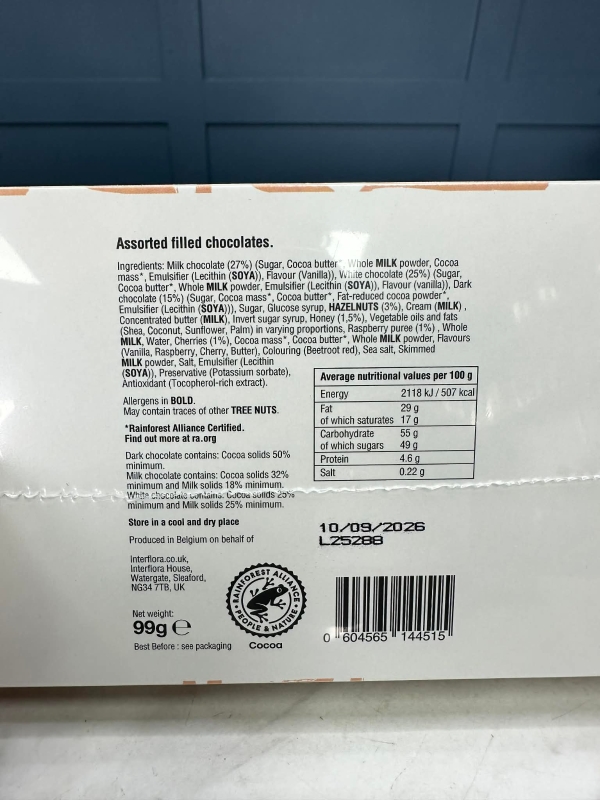 Assorted filled chocolates.
Ingredients: Milk chocolate (27%) (Sugar, Cocoa butter*, Whole MILK powder, Cocoa
mass*, Emulsifier (Lecithin (SOYA)), Flavour (Vanilla)), White chocolate (25%) (Sugar,
Cocoa butter*, Whole MILK powder, Emulsifier (Lecithin (SOYA)), Flavour (vanilla)), Dark
chocolate (15%) (Sugar, Cocoa mass*, Cocoa butter*, Fat-reduced cocoa powder*,
Emulsifier (Lecithin (SOYA))), Sugar, Glucose syrup, HAZELNUTS (3%), Cream (MILK) ,
Concentrated butter (MILK), Invert sugar syrup, Honey (1,5%), Vegetable oils and fats
(Shea, Coconut, Sunflower, Palm) in varying proportions, Raspberry puree (1%) , Whole
MILK, Water, Cherries (1%), Cocoa mass*, Cocoa butter*, Whole MILK powder, Flavours
(Vanilla, Raspberry, Cherry, Butter), Colouring (Beetroot red), Sea salt, Skimmed
MILK powder, Salt, Emulsifier (Lecithin
(SOYA)), Preservative (Potassium sorbate),
Antioxidant (Tocopherol-rich extract).
Allergens in BOLD.
May contain traces of other TREE NUTS.
*Rainforest Alliance Certified.
Find out more at ra.org
Dark chocolate contains: Cocoa solids 50%
minimum.
Milk chocolate contains: Cocoa solids 32%
minimum and Milk solids 18% minimum.
White chocolate contains: Cocoa solids 25%
minimum and Milk solids 25% minimum.
Store in a cool and dry place
Produced in Belgium on behalf of
Interflora.co.uk,
Interflora House,
Watergate, Sleaford,
NG34 7TB, UK
Net weight:
99g e
Best Before : see packaging
Average nutritional values per 100 g
Energy 2118 kJ / 507 kcal
Fat 29 g
of which saturates 17 g
Carbohydrate 55 g
of which sugars 49 g
Protein 4.6 g
Salt 0.22 g
10/09/2026
L25288
RAINFOREST ALLIANCE
PEOPLE & NATURE
Cocoa
0 604565 144515